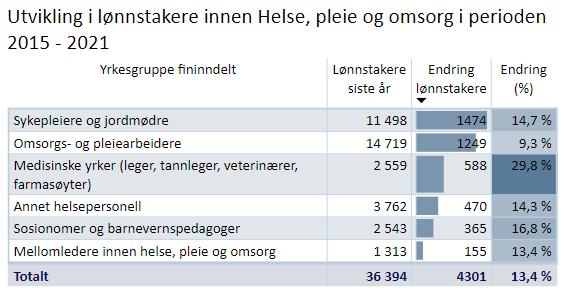 Utvikling i lønnstakere innen Helse, pleie og omsorg i perioden
2015 - 2021
Yrkesgruppe fininndelt Lønnstakere siste år Endring lønnstakere Endring (%)
Sykepleiere og jordmødre 11 498 1474 14,7 %
Omsorgs- og pleiearbeidere 14 719 1249 9,3 %
Medisinske yrker (leger, tannleger, veterinærer, 2 559 588 29,8 %
farmasøyter)
Annet helsepersonell 3 762 470 14,3 %
Sosionomer og barnevernspedagoger 2 543 365 16,8 %
Mellomledere innen helse, pleie og omsorg 1 313 155 13,4 %
Totalt 36 394 4301 13,4 %